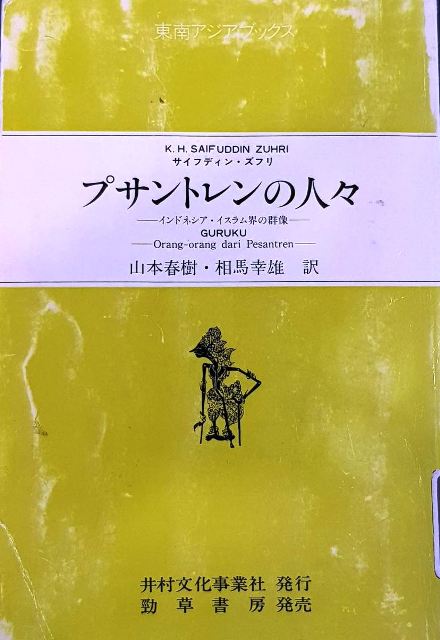 東南アジアブックス
K. H. SAIFUDDIN ZUHRI
サイフディン・ズフリ
プサントレンの人々
――インドネシア・イスラム界の群像――
GURUKU
――Orang-orang dari Pesantren――
山本春樹・相馬幸雄 訳
井村文化事業社 発行
勁草書房 発売